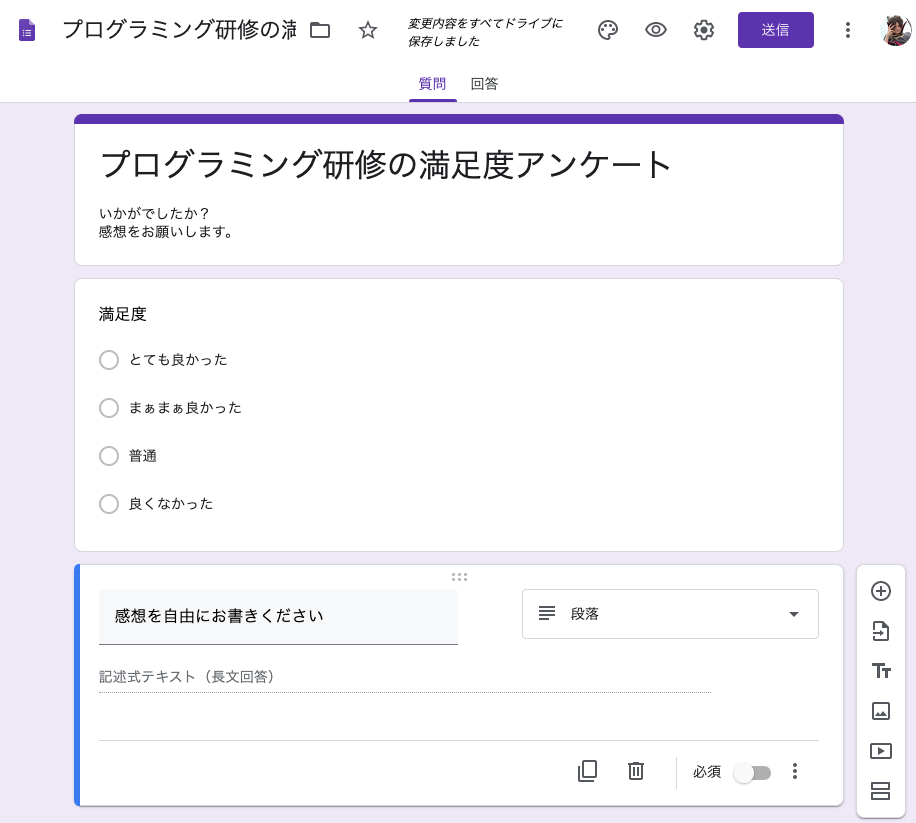 プログラミング研修の満
変更内容をすべてドライブに
保存しました
送信
質問 回答
プログラミング研修の満足度アンケート
いかがでしたか？
感想をお願いします。
満足度
とても良かった
まぁまぁ良かった
普通
良くなかった
感想を自由にお書きください
段落
記述式テキスト（長文回答）
必須
Tт